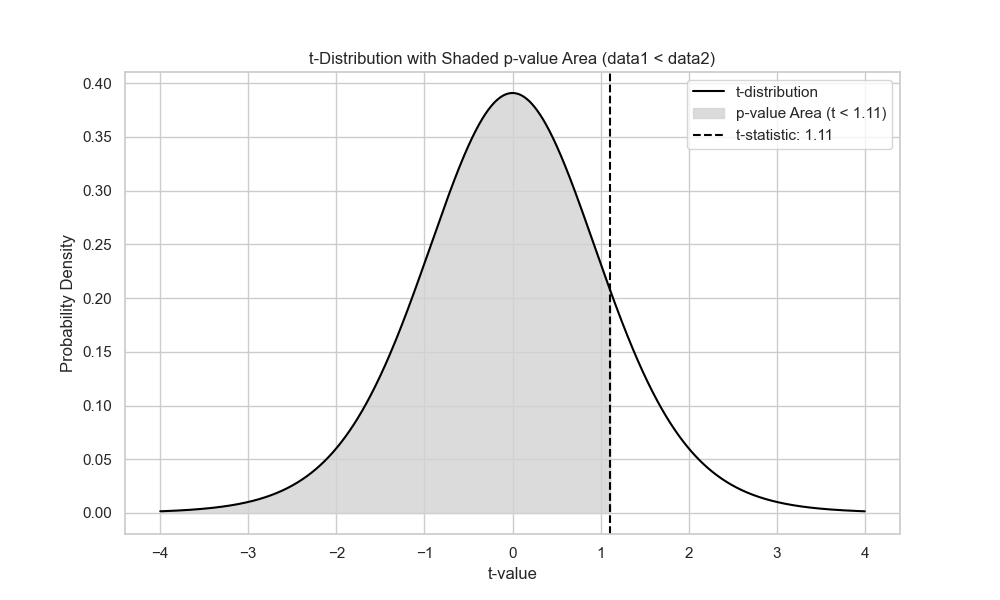 t-Distribution with Shaded p-value Area (data1 < data2)
t-distribution
p-value Area (t < 1.11)
t-statistic: 1.11
Probability Density
0.40
0.35
0.30
0.25
0.20
0.15
0.10
0.05
0.00
−4 −3 −2 −1 0 1 2 3 4
t-value